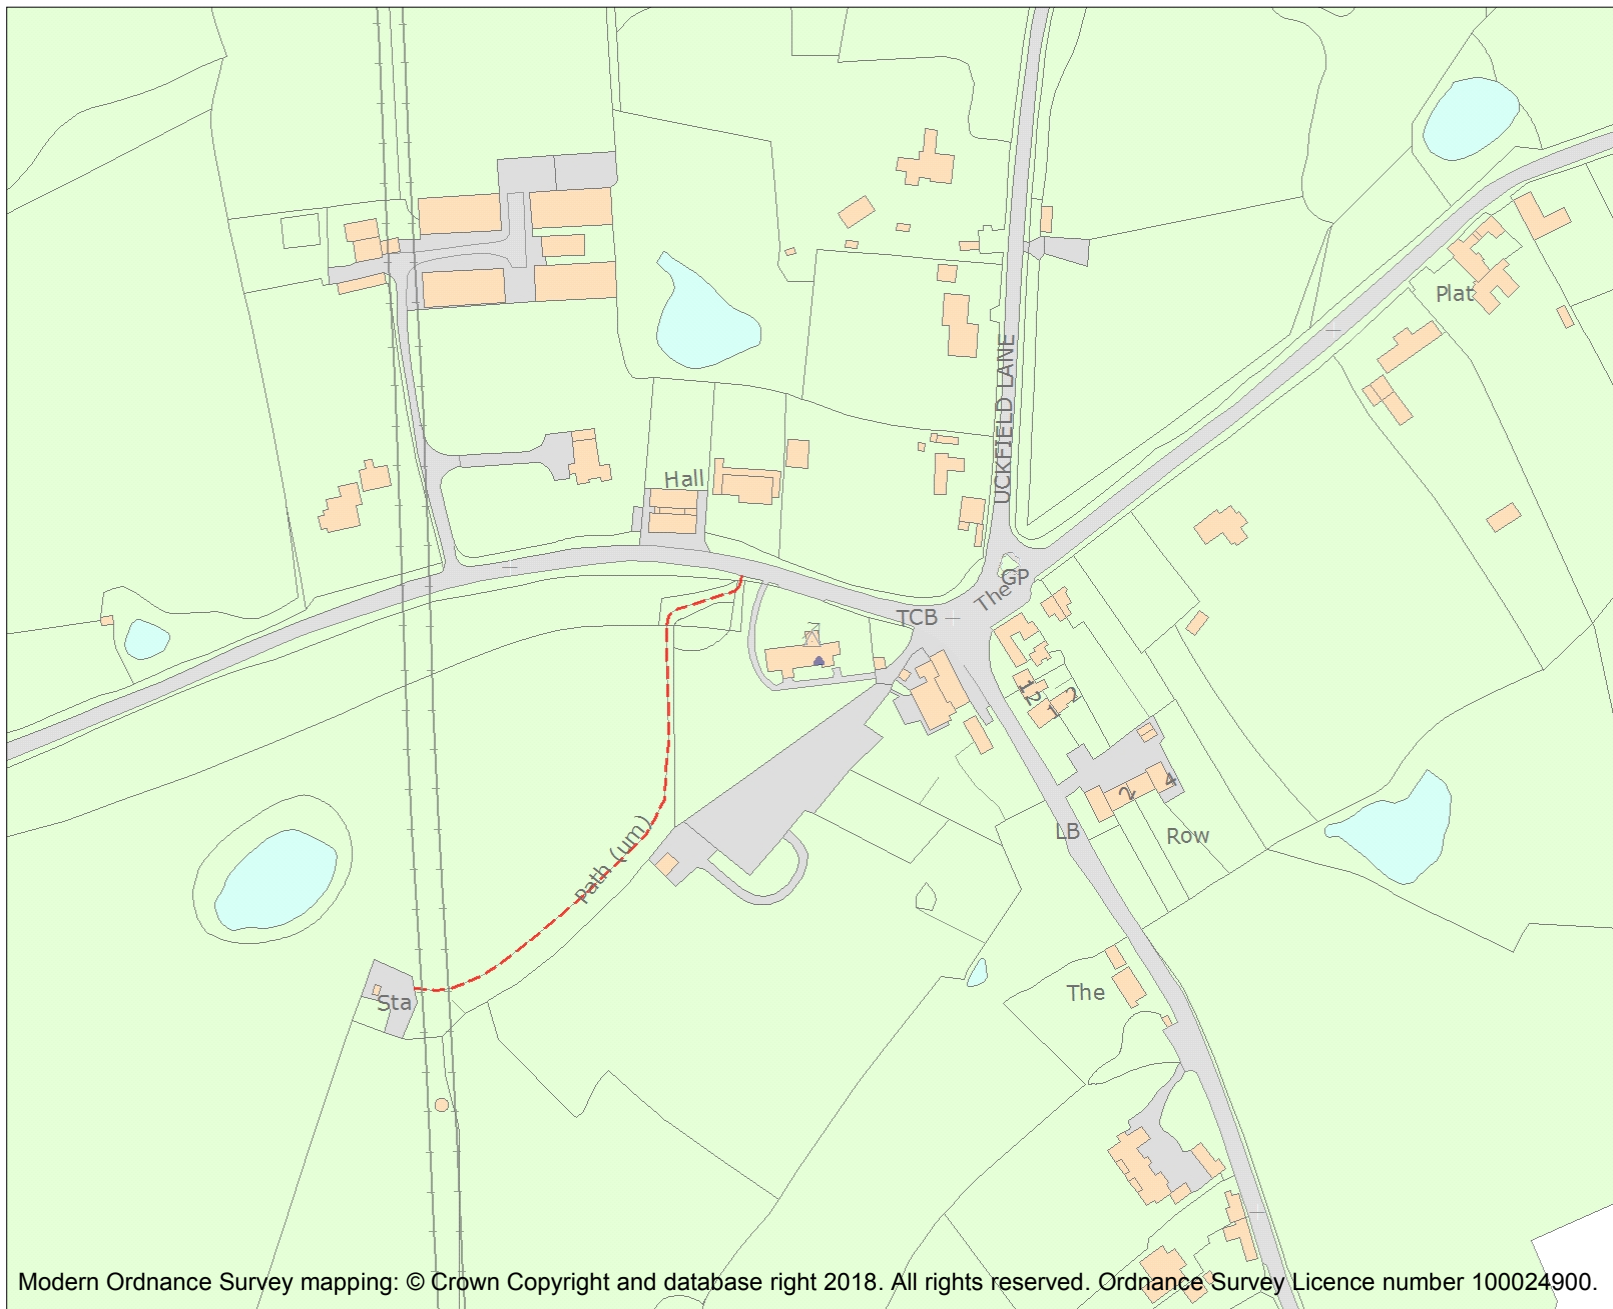 Plat
UCKFIELD LANE
Hall
GP
The
TCB
12
1
2
2
4
LB
Row
Path (um)
Sta
The
Modern Ordnance Survey mapping: © Crown Copyright and database right 2018. All rights reserved. Ordnance Survey Licence number 100024900.